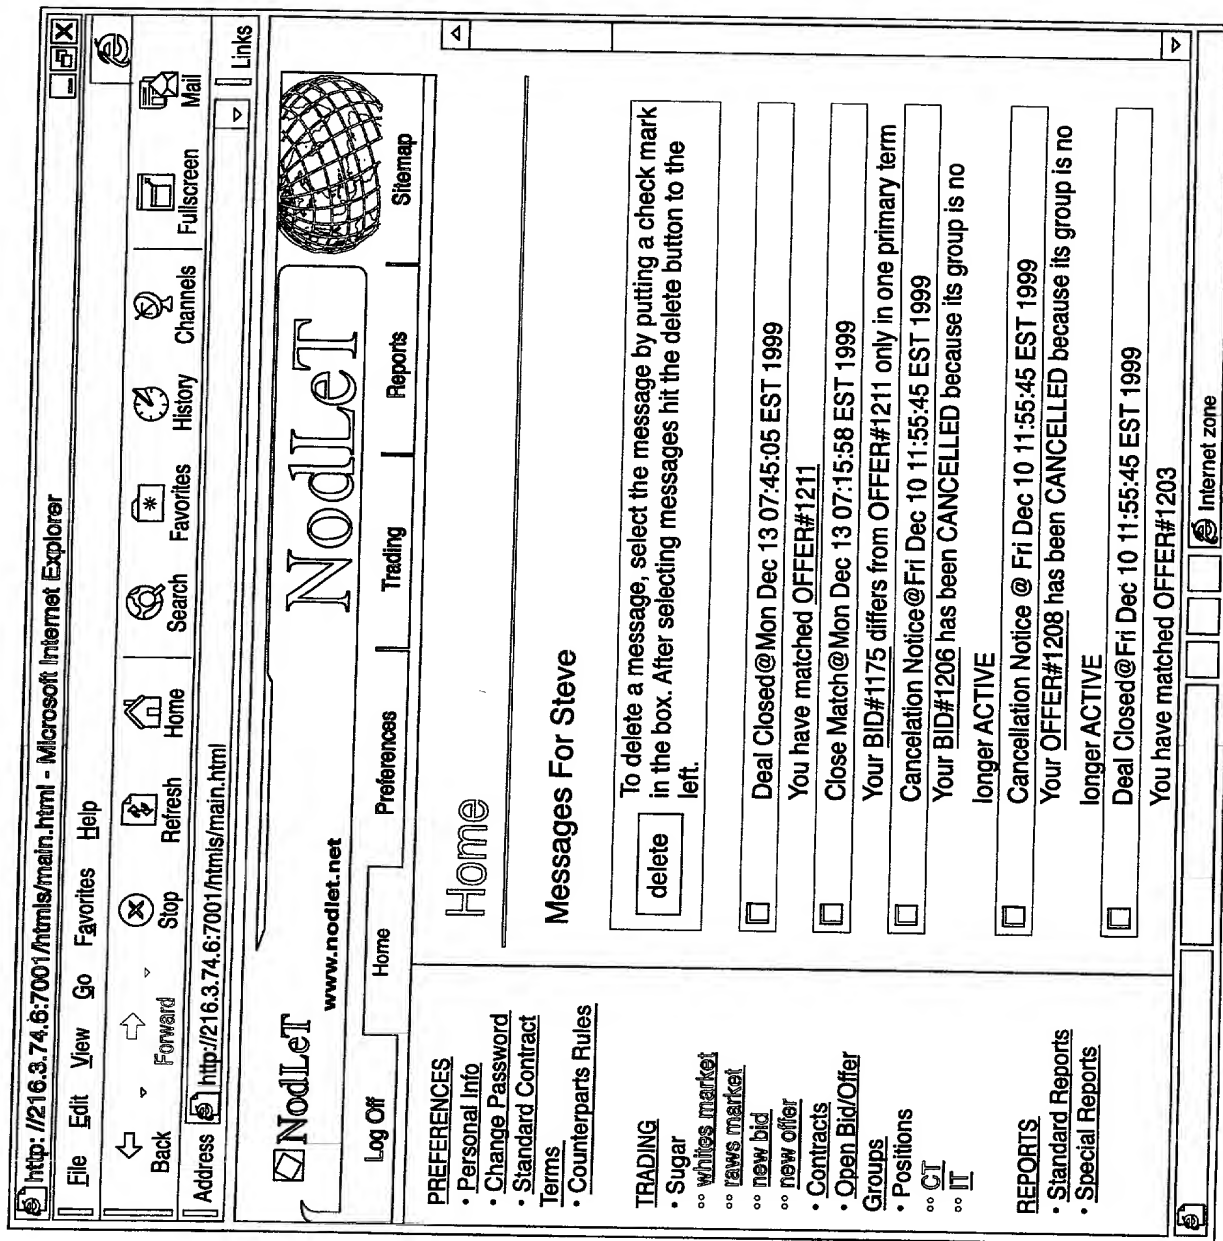 http: //216.3.74.6:7001/htmls/main.html - Microsoft Internet Explorer
File Edit View Go Favorites Help
Back Forward Stop Refresh Home Search Favorites History Channels Fullscreen Mail
Address http://216.3.74.6:7001/htmls/main.html Links
NodLeT
www.nodlet.net
NodLeT
Log Off Home Preferences Trading Reports Sitemap
PREFERENCES
• Personal Info
• Change Password
• Standard Contract
Terms
• Counterparts Rules
TRADING
• Sugar
°° whites market
°° raws market
°° new bid
°° new offer
• Contracts
• Open Bid/Offer
Groups
• Positions
°° CT
°° IT
REPORTS
• Standard Reports
• Special Reports
Home
Messages For Steve
delete
To delete a message, select the message by putting a check mark
in the box. After selecting messages hit the delete button to the
left.
Deal Closed@Mon Dec 13 07:45:05 EST 1999
You have matched OFFER#1211
Close Match@Mon Dec 13 07:15:58 EST 1999
Your BID#1175 differs from OFFER#1211 only in one primary term
Cancelation Notice@Fri Dec 10 11:55:45 EST 1999
Your BID#1206 has been CANCELLED because its group is no
longer ACTIVE
Cancellation Notice @ Fri Dec 10 11:55:45 EST 1999
Your OFFER#1208 has been CANCELLED because its group is no
longer ACTIVE
Deal Closed@Fri Dec 10 11:55:45 EST 1999
You have matched OFFER#1203
Internet zone